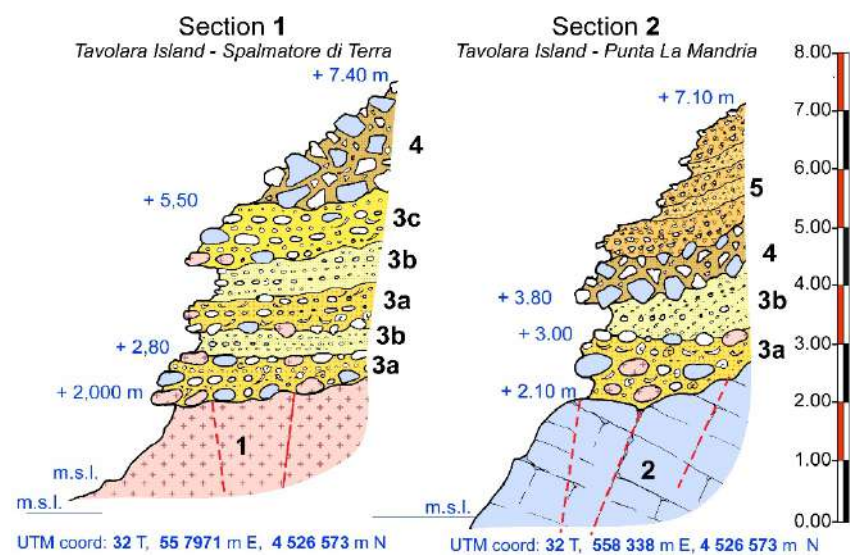 Section 1
Tavolara Island - Spalmatore di Terra
+ 7.40 m
4
+ 5,50
3c
3b
3a
3b
+ 2,80
3a
+ 2,000 m
1
m.s.l.
m.s.l.
UTM coord: 32 T, 55 7971 m E, 4 526 573 m N
Section 2
Tavolara Island - Punta La Mandria
+ 7.10 m
5
4
+ 3.80
3b
+ 3.00
3a
+ 2.10 m
2
m.s.l.
UTM coord: 32 T, 558 338 m E, 4 526 573 m N
8.00
7.00
6.00
5.00
4.00
3.00
2.00
1.00
0.00